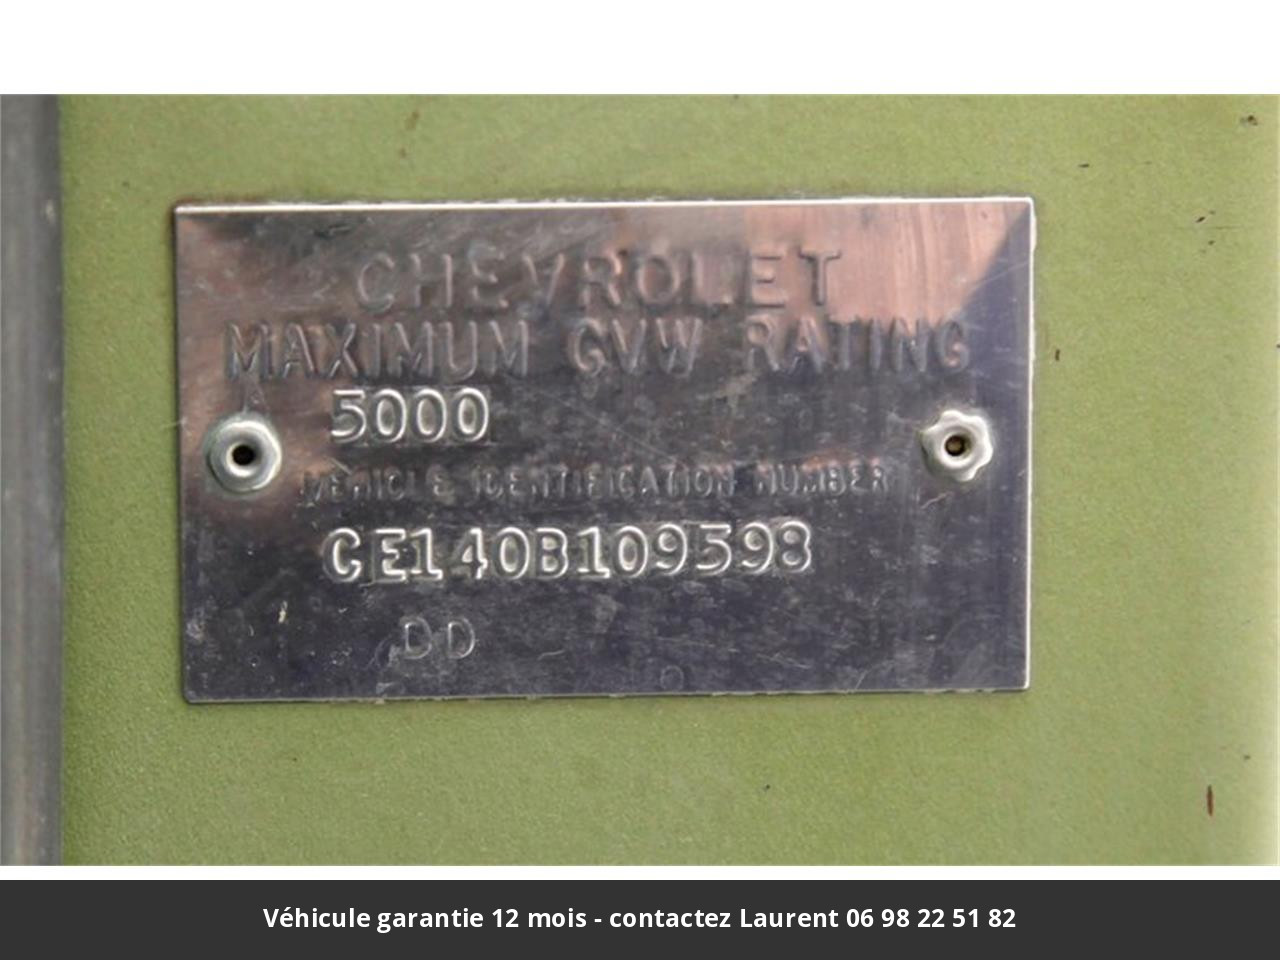 CHEVROLET
MAXIMUM GVW RATING
5000
VEHICLE IDENTIFICATION NUMBER
CE140B109598
DD
Véhicule garantie 12 mois - contactez Laurent 06 98 22 51 82